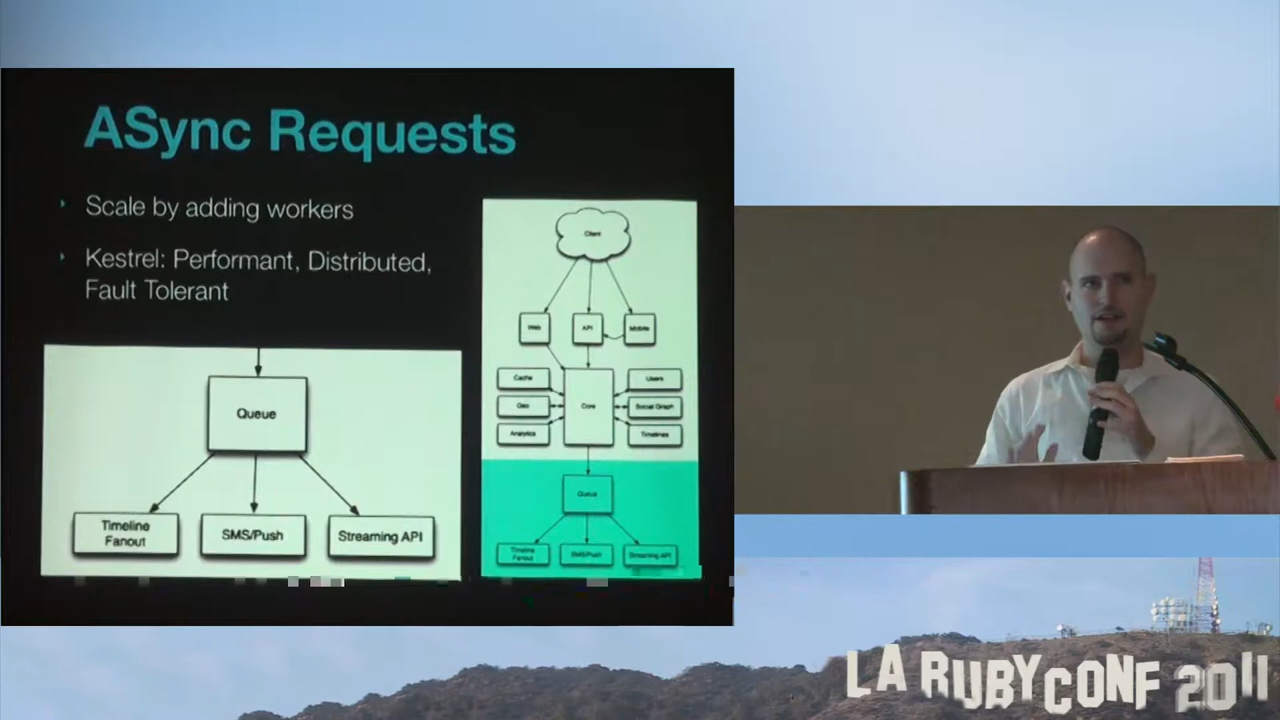 ASync Requests
Scale by adding workers
Kestrel: Performant, Distributed,
Fault Tolerant
Queue
Timeline
Fanout
SMS/Push
Streaming API
Client
Web
API
Mobile
Cache
Users
Geo
Core
Social Graph
Analytics
Timelines
Queue
Timeline
Fanout
SMS/Push
Streaming API
LA RUBYCONF 2011